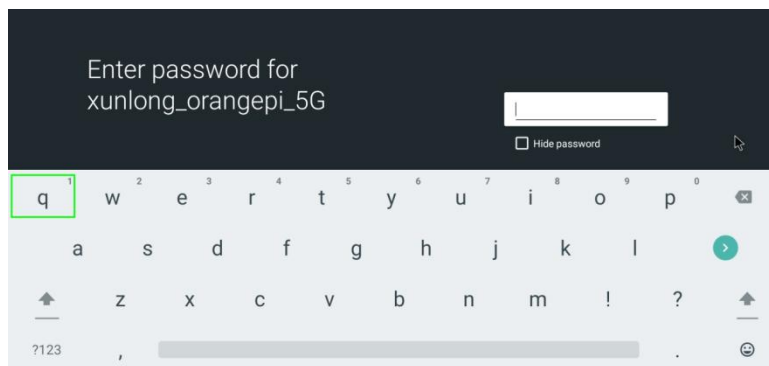 Enter password for
xunlong_orangepi_5G
Hide password
q 1 w 2 e 3 r 4 t 5 y 6 u 7 i 8 o 9 p 0
a s d f g h j k l
z x c v b n m ! ?
?123 , .